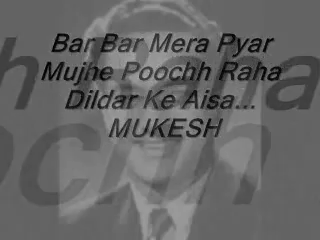 Bar Bar Mera Pyar
Mujhe Poochh Raha
Dildar Ke Aisa...
MUKESH